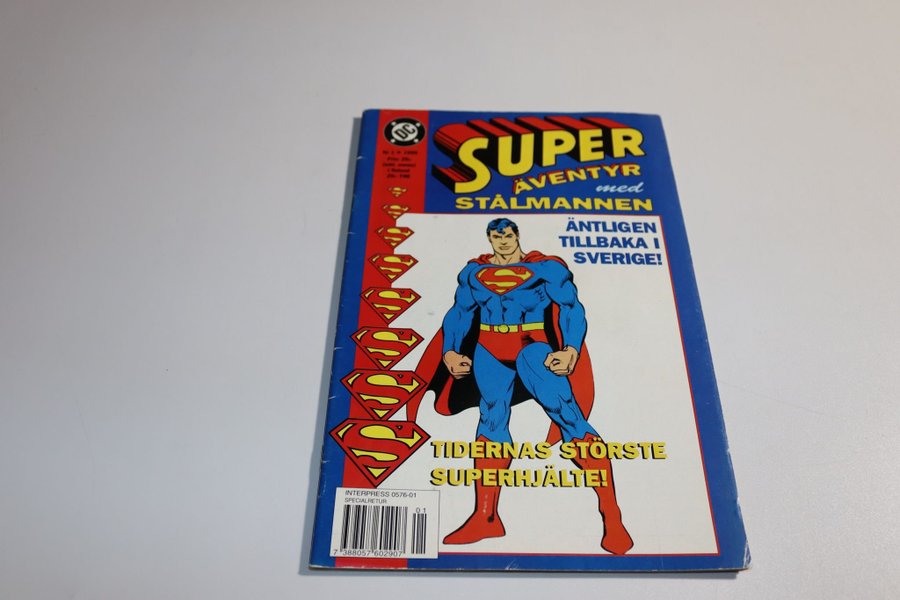 DC
SUPER
ÄVENTYR
med
STÅLMANNEN
ÄNTLIGEN
TILLBAKA I
SVERIGE!
TIDERNAS STÖRSTE
SUPERHJÄLTE!
INTERPRESS 0576-01
SPECIALRETUR
01
7 388057 602907